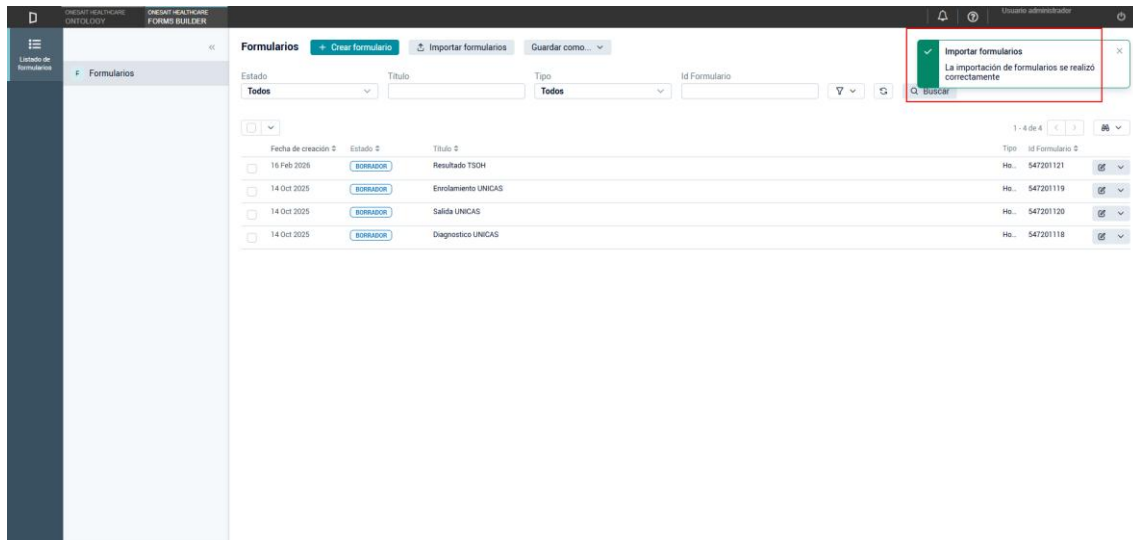 ONESAIT HEALTHCARE
ONTOLOGY
ONESAIT HEALTHCARE
FORMS BUILDER
Usuario administrador
Listado de
formularios
F Formularios
Formularios + Crear formulario Importar formularios Guardar como...
Importar formularios
La importación de formularios se realizó
correctamente
Estado Título Tipo Id Formulario
Todos Todos Buscar
1 - 4 de 4
Fecha de creación Estado Título Tipo Id Formulario
16 Feb 2026 BORRADOR Resultado TSOH Ho... 547201121
14 Oct 2025 BORRADOR Enrolamiento UNICAS Ho... 547201119
14 Oct 2025 BORRADOR Salida UNICAS Ho... 547201120
14 Oct 2025 BORRADOR Diagnostico UNICAS Ho... 547201118